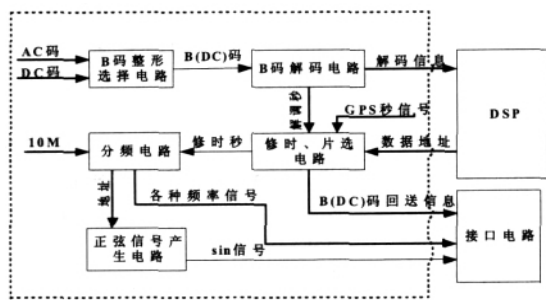 AC码
DC码
B码整形
选择电路
B(DC)码
B码解码电路
解码信息
DSP
GPS秒信号
10M
分频电路
修时秒
修时、片选
电路
数据地址
各种频率信号
B(DC)码回送信息
接口电路
正弦信号产
生电路
sin信号